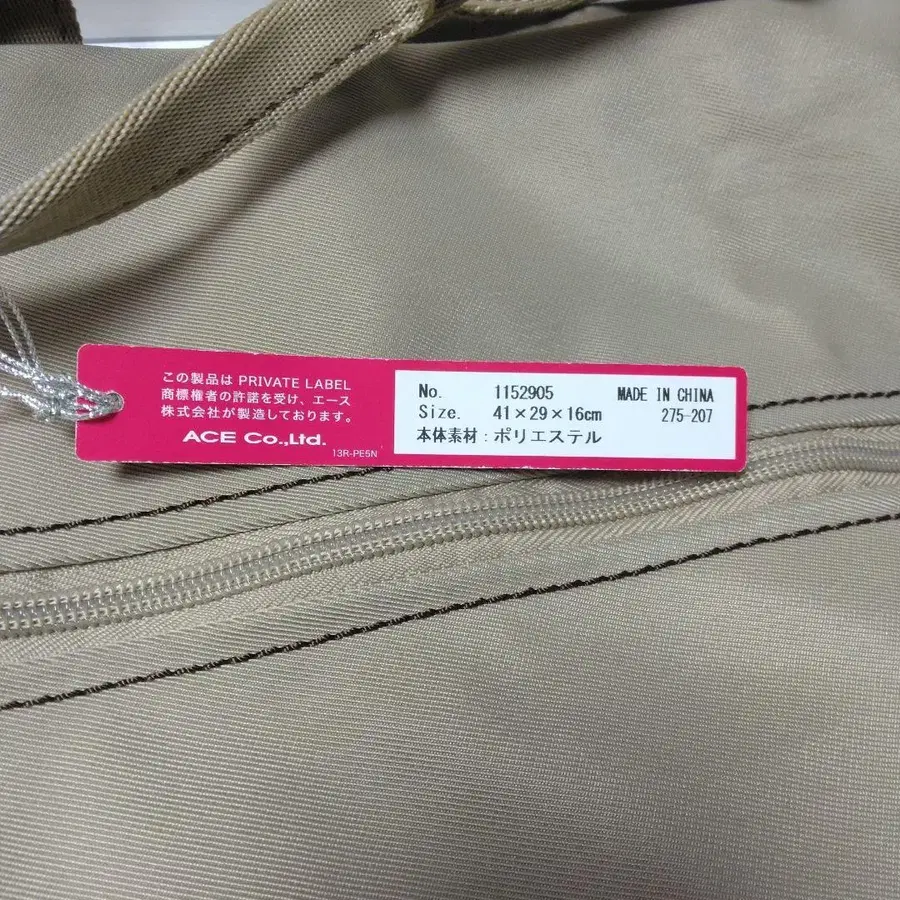 この製品は PRIVATE LABEL
商標権者の許諾を受け、エース
株式会社が製造しております。
ACE Co.,Ltd.
13R-PE5N
No. 1152905 MADE IN CHINA
Size. 41×29×16cm 275-207
本体素材：ポリエステル